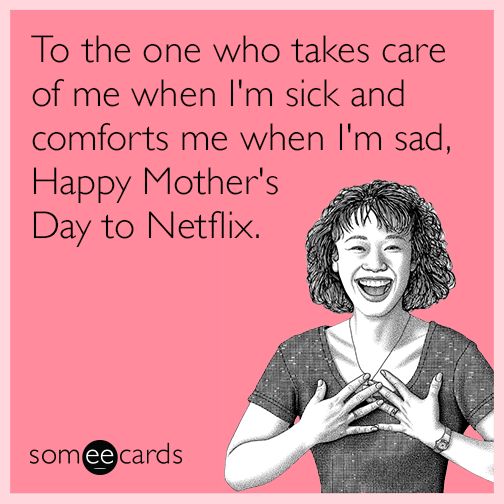 To the one who takes care
of me when I'm sick and
comforts me when I'm sad,
Happy Mother's
Day to Netflix.
someecards